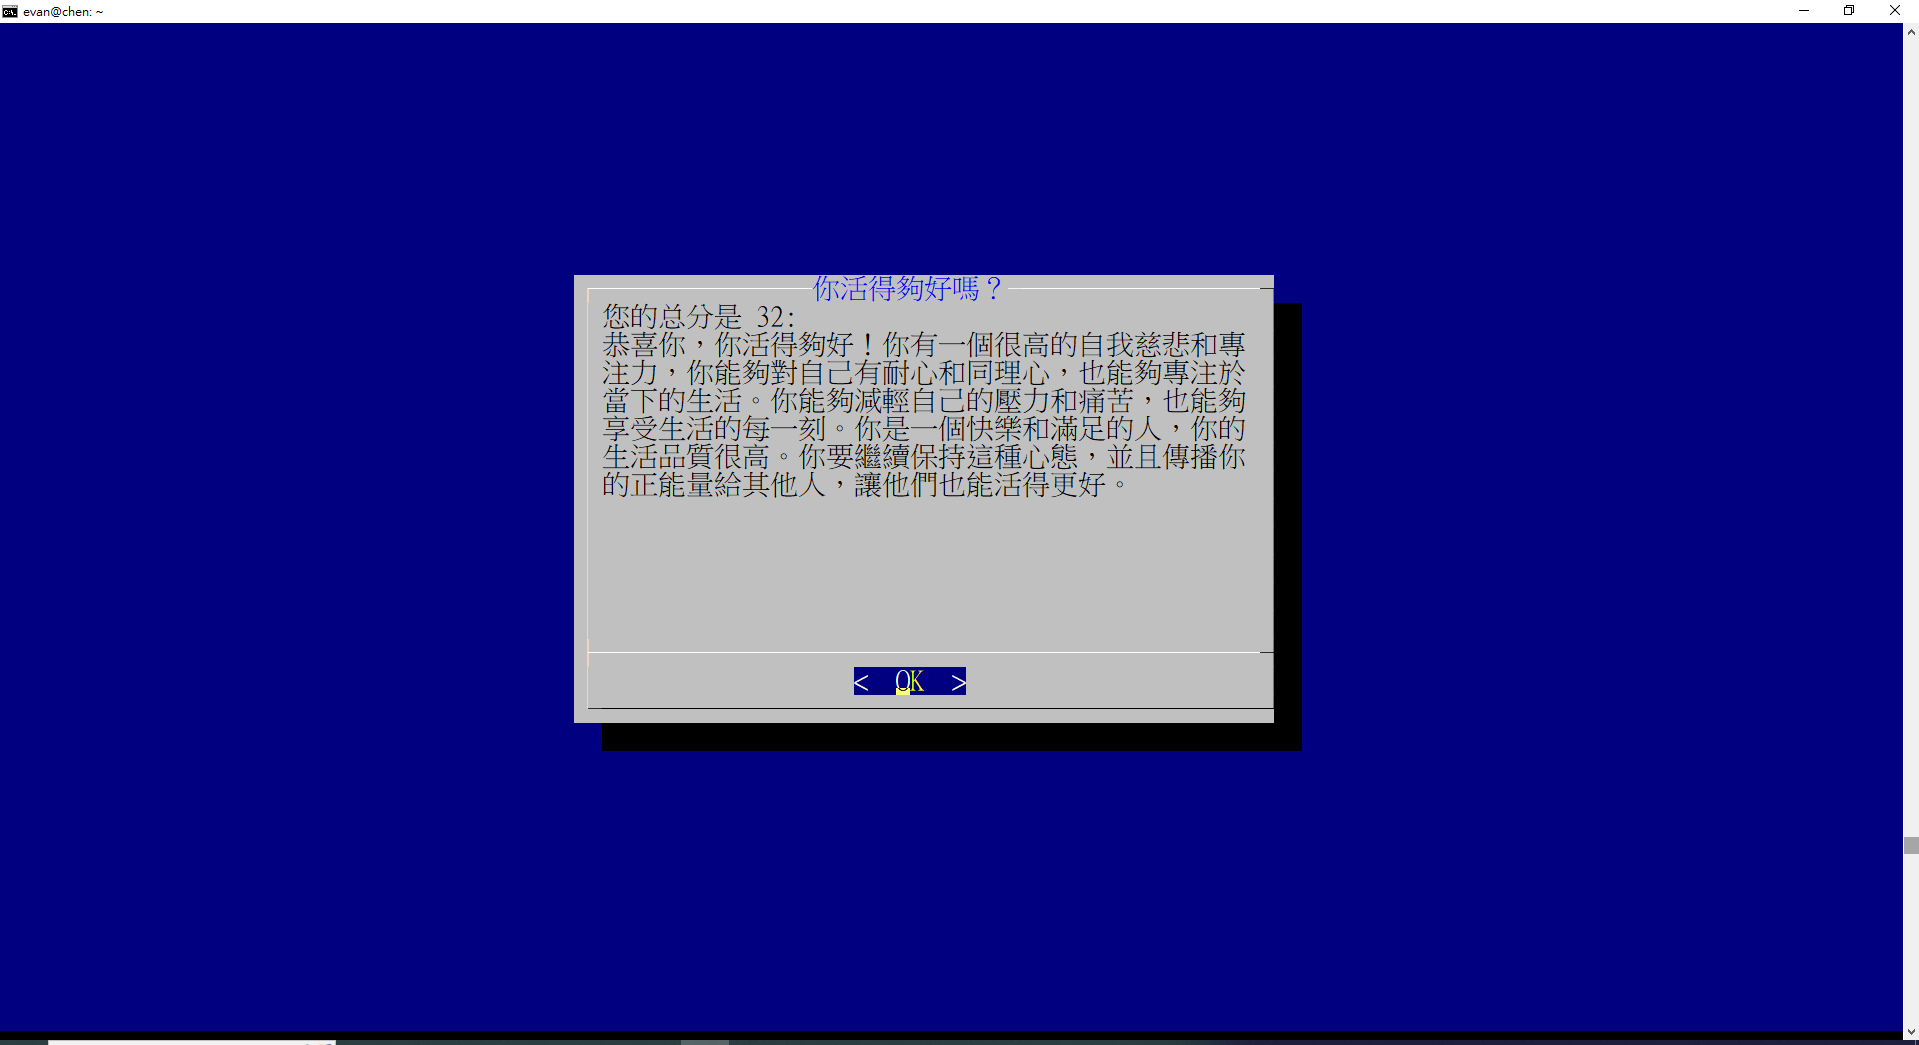 evan@chen: ~
你活得夠好嗎？
您的总分是 32:
恭喜你，你活得夠好！你有一個很高的自我慈悲和專
注力，你能夠對自己有耐心和同理心，也能夠專注於
當下的生活。你能夠減輕自己的壓力和痛苦，也能夠
享受生活的每一刻。你是一個快樂和滿足的人，你的
生活品質很高。你要繼續保持這種心態，並且傳播你
的正能量給其他人，讓他們也能活得更好。
< OK >